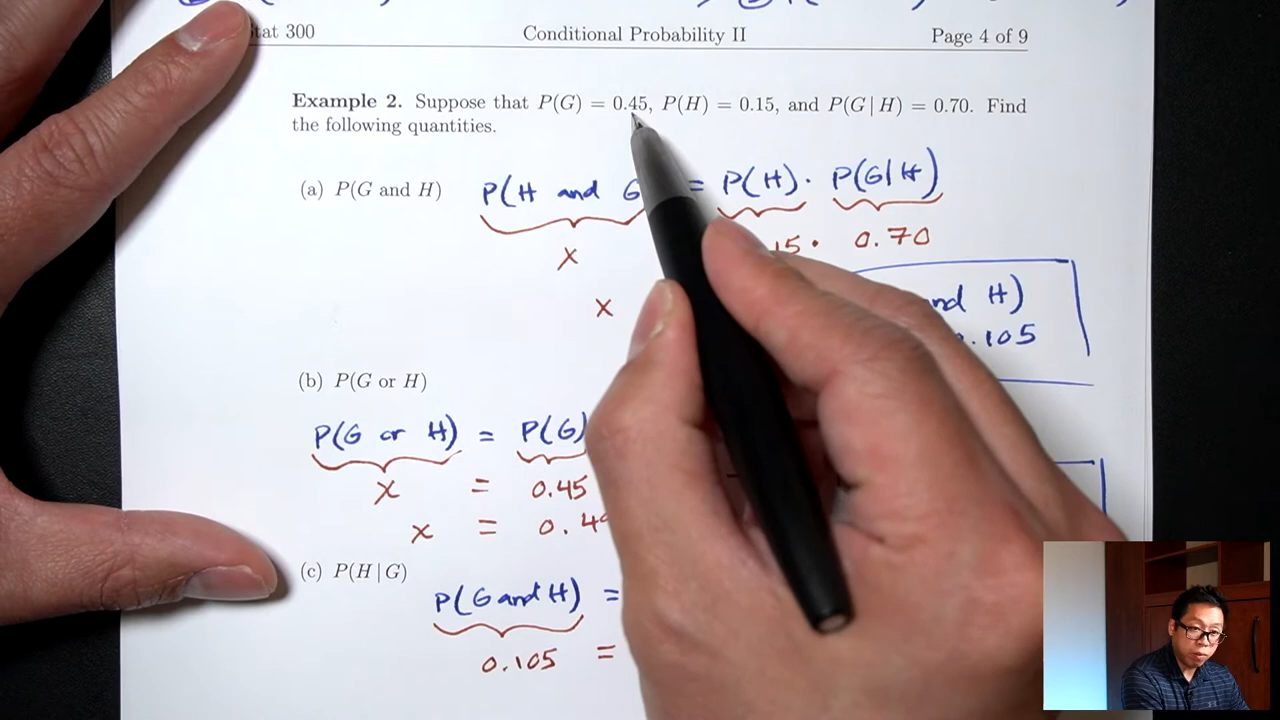 tat 300 Conditional Probability II Page 4 of 9
Example 2. Suppose that P(G) = 0.45, P(H) = 0.15, and P(G | H) = 0.70. Find
the following quantities.
(a) P(G and H) P(H and G = P(H) · P(G|H)
x 15 · 0.70
x nd H)
.105
(b) P(G or H)
P(G or H) = P(G)
x = 0.45
x = 0.49
(c) P(H | G)
P(G and H) =
0.105 =